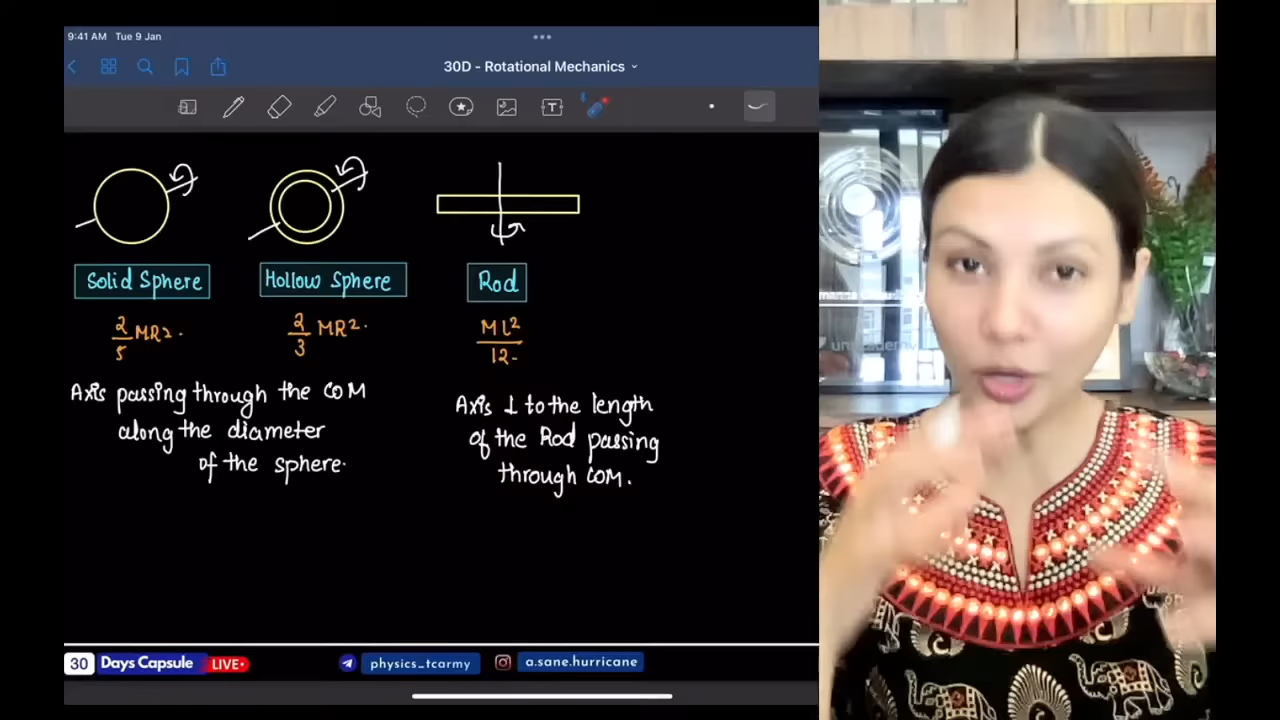 9:41 AM Tue 9 Jan
30D - Rotational Mechanics
T
Solid Sphere
Hollow Sphere
Rod
2/5 MR2.
2/3 MR2.
ML2/12.
Axis passing through the COM
along the diameter
of the sphere.
Axis ⊥ to the length
of the Rod passing
through COM.
30 Days Capsule LIVE
physics_tcarmy
a.sane.hurricane